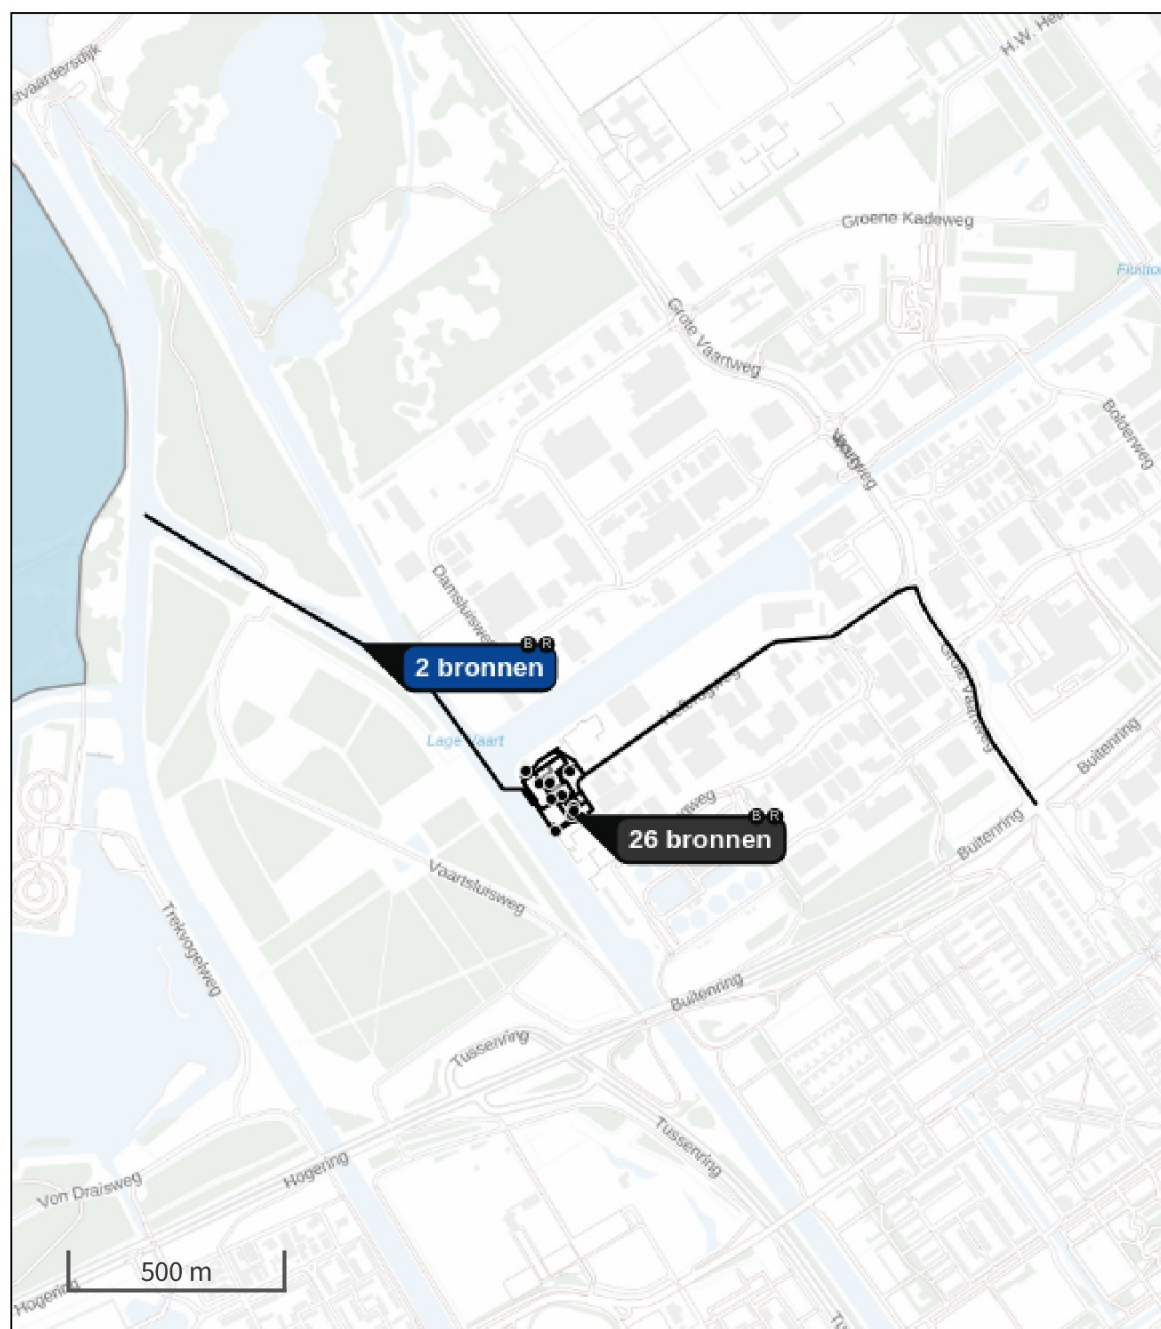 stvaardersdijk
H.W. He
Groene Kadeweg
Grote Vaartweg
Bolderweg
Damsluisweg
B R
2 bronnen
Grote Vaartweg
Lage Vaart
Buitenring
B R
26 bronnen
Buitenring
Vaartsluisweg
Trekvogelweg
Buitenring
Tussenring
Tussenring
Hogering
Von Draisweg
500 m
Hogering